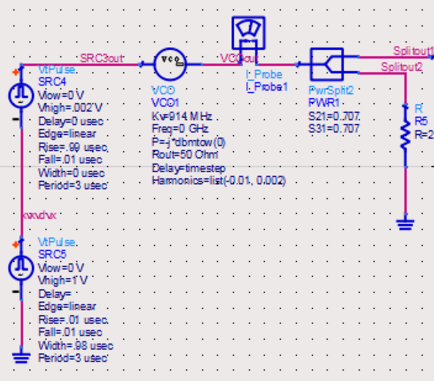 SRC3out
VtPulse
SRC4
Vlow=0 V
Vhigh=.002 V
Delay=0 usec
Edge=linear
Rise=.99 usec
Fall=.01 usec
Width=0 usec
Period=3 usec
vco
VCO
VCO1
Kv=914 MHz
Freq=0 GHz
P=-j*dbmtow(0)
Rout=50 Ohm
Delay=timestep
Harmonics=list(-0.01, 0.002)
I_Probe
I_Probe1
Splitout1
Splitout2
PwrSplit2
PWR1
S21=0.707
S31=0.707
R
R5
R=2
VtPulse
SRC5
Vlow=0 V
Vhigh=1 V
Delay=
Edge=linear
Rise=.01 usec
Fall=.01 usec
Width=.98 usec
Period=3 usec